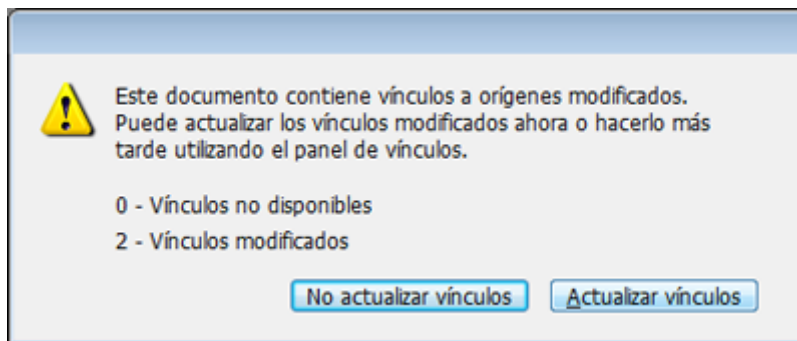 Este documento contiene vínculos a orígenes modificados.
Puede actualizar los vínculos modificados ahora o hacerlo más
tarde utilizando el panel de vínculos.
0 - Vínculos no disponibles
2 - Vínculos modificados
No actualizar vínculos
Actualizar vínculos